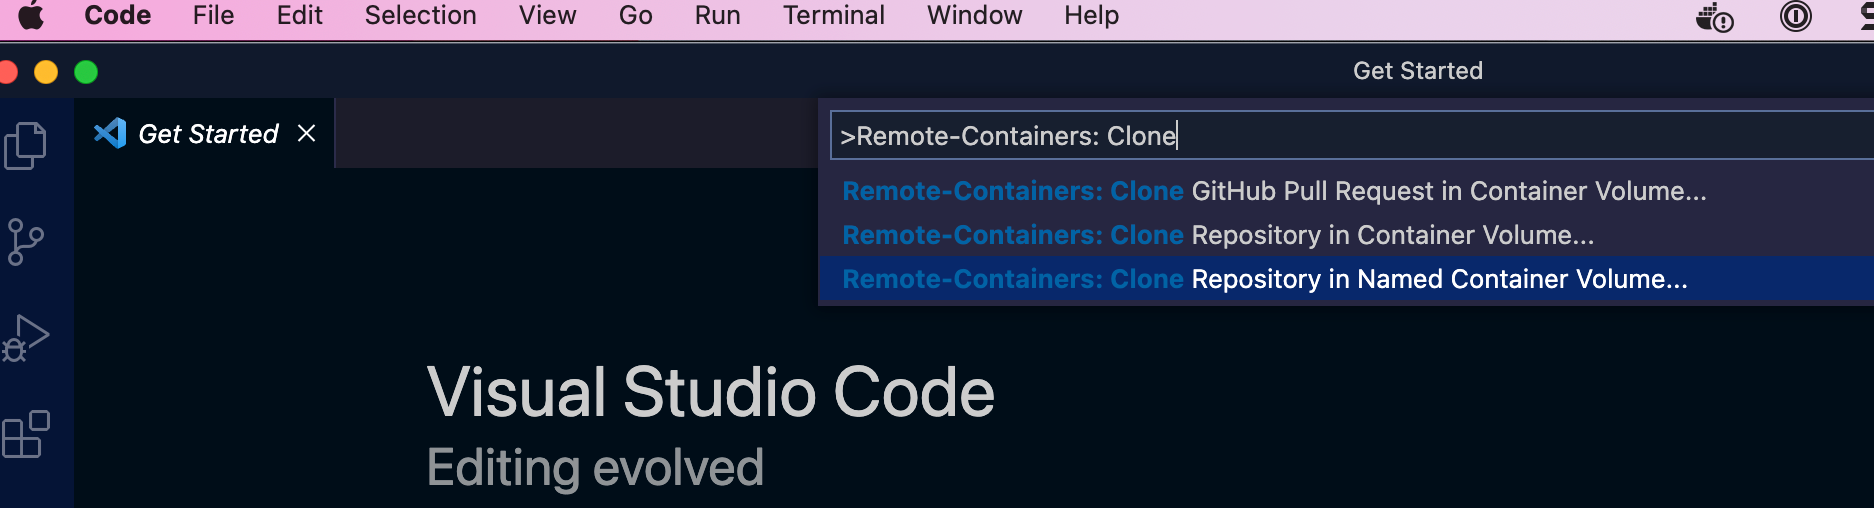 Code File Edit Selection View Go Run Terminal Window Help
Get Started
Get Started
>Remote-Containers: Clone
Remote-Containers: Clone GitHub Pull Request in Container Volume...
Remote-Containers: Clone Repository in Container Volume...
Remote-Containers: Clone Repository in Named Container Volume...
Visual Studio Code
Editing evolved